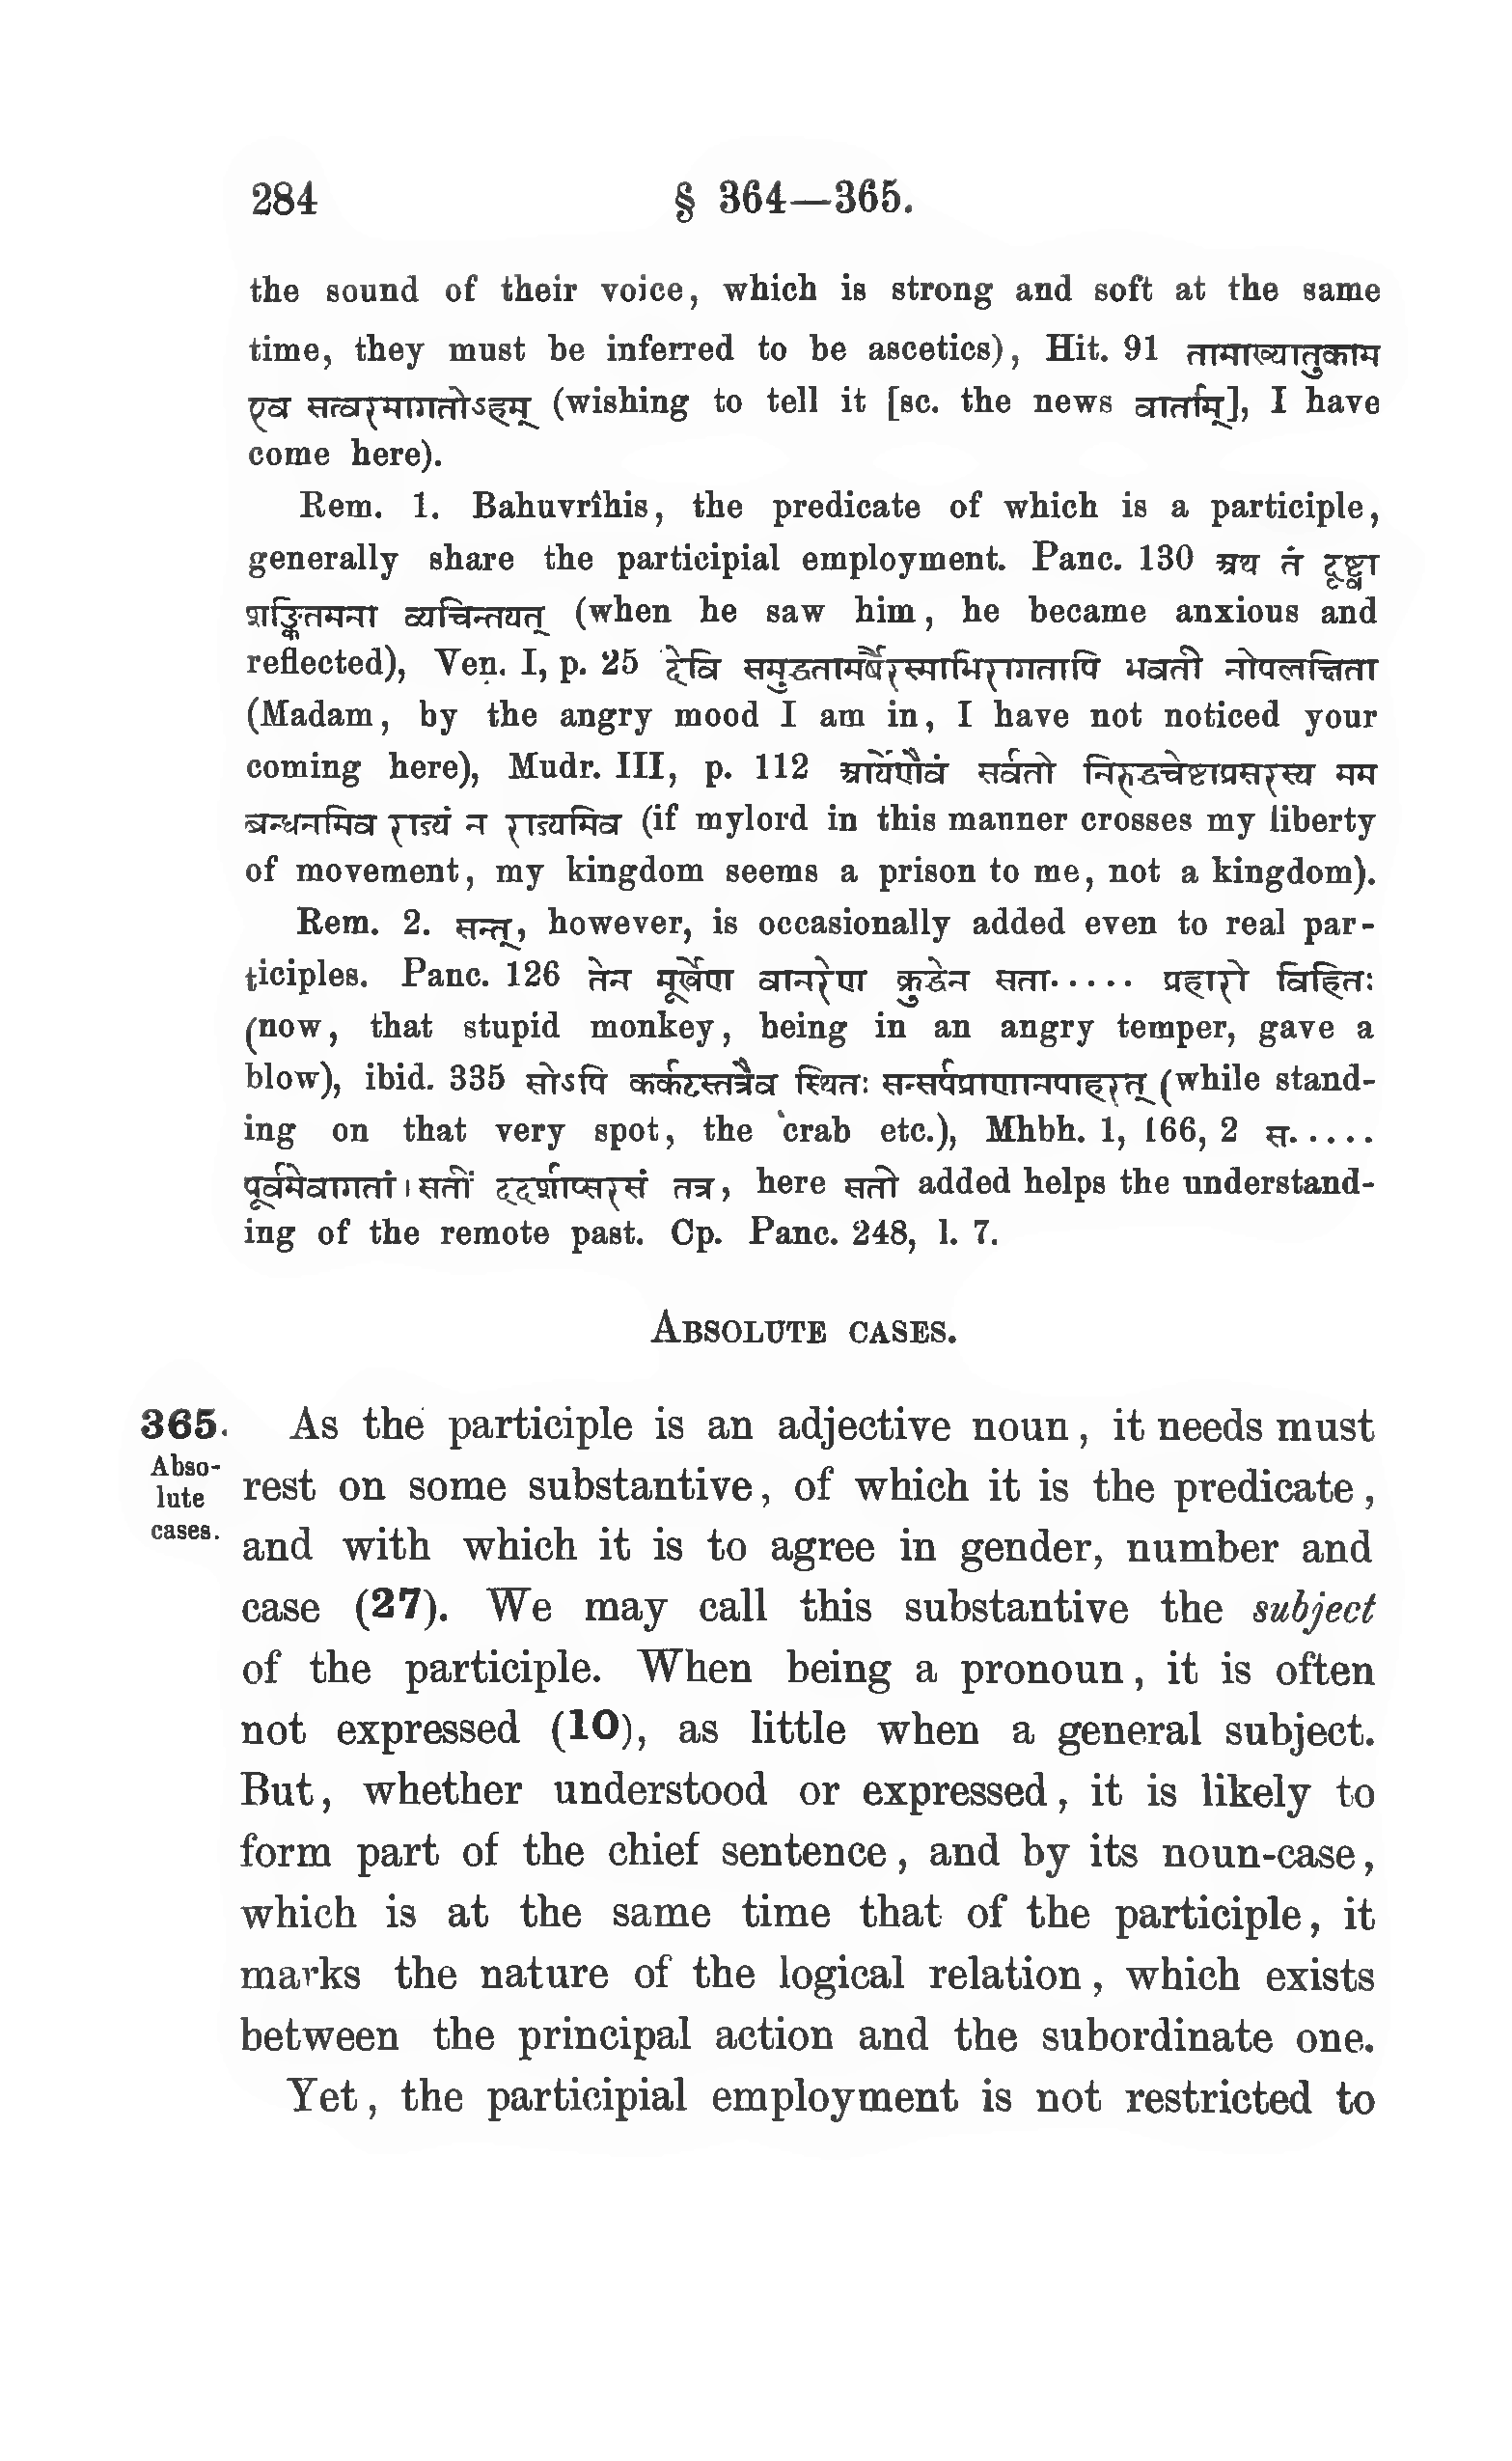 284 § 364—365.
the sound of their voice, which is strong and soft at the same
time, they must be inferred to be ascetics), Hit. 91 तामाख्यातुकाम
एव सत्वरमागतोऽहम् (wishing to tell it [sc. the news वार्ताम्], I have
come here).
Rem. 1. Bahuvrîhis, the predicate of which is a participle,
generally share the participial employment. Panc. 130 अथ तं दृष्ट्वा
शङ्कितमना व्यचिन्तयत् (when he saw him, he became anxious and
reflected), Veṇ. I, p. 25 देवि समुद्धतामर्षैरस्माभिरागतापि भवती नोपलक्षिता
(Madam, by the angry mood I am in, I have not noticed your
coming here), Mudr. III, p. 112 आर्येणैवं सर्वतो निरुद्धचेष्टाप्रसरस्य मम
बन्धनमिव राज्यं न राज्यमिव (if mylord in this manner crosses my liberty
of movement, my kingdom seems a prison to me, not a kingdom).
Rem. 2. सन्त्, however, is occasionally added even to real par-
ticiples. Panc. 126 तेन मूर्खेण वानरेण क्रुद्धेन सता..... प्रहारो विहितः
(now, that stupid monkey, being in an angry temper, gave a
blow), ibid. 335 सोऽपि कर्कटस्तत्रैव स्थितः सन्सर्पप्राणानपाहरत् (while stand-
ing on that very spot, the crab etc.), Mhbh. 1, 166, 2 स.....
पूर्वमेवागतां । सतीं ददर्शाप्सरसं तत्र, here सती added helps the understand-
ing of the remote past. Cp. Panc. 248, l. 7.
ABSOLUTE CASES.
365. As the participle is an adjective noun, it needs must
Abso-
lute
cases.
rest on some substantive, of which it is the predicate,
and with which it is to agree in gender, number and
case (27). We may call this substantive the subject
of the participle. When being a pronoun, it is often
not expressed (10), as little when a general subject.
But, whether understood or expressed, it is likely to
form part of the chief sentence, and by its noun-case,
which is at the same time that of the participle, it
marks the nature of the logical relation, which exists
between the principal action and the subordinate one.
Yet, the participial employment is not restricted to